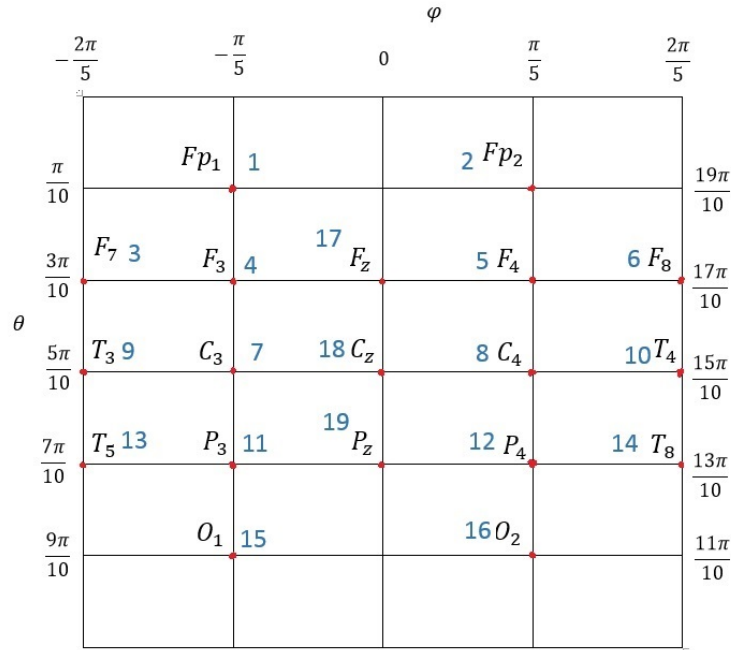 φ
−2π/5 −π/5 0 π/5 2π/5
Fp₁ 1 2 Fp₂
π/10 19π/10
F₇ 3 F₃ 4 17 F_z 5 F₄ 6 F₈
3π/10 17π/10
θ
T₃ 9 C₃ 7 18 C_z 8 C₄ 10 T₄
5π/10 15π/10
T₅ 13 P₃ 11 19 P_z 12 P₄ 14 T₈
7π/10 13π/10
O₁ 15 16 O₂
9π/10 11π/10